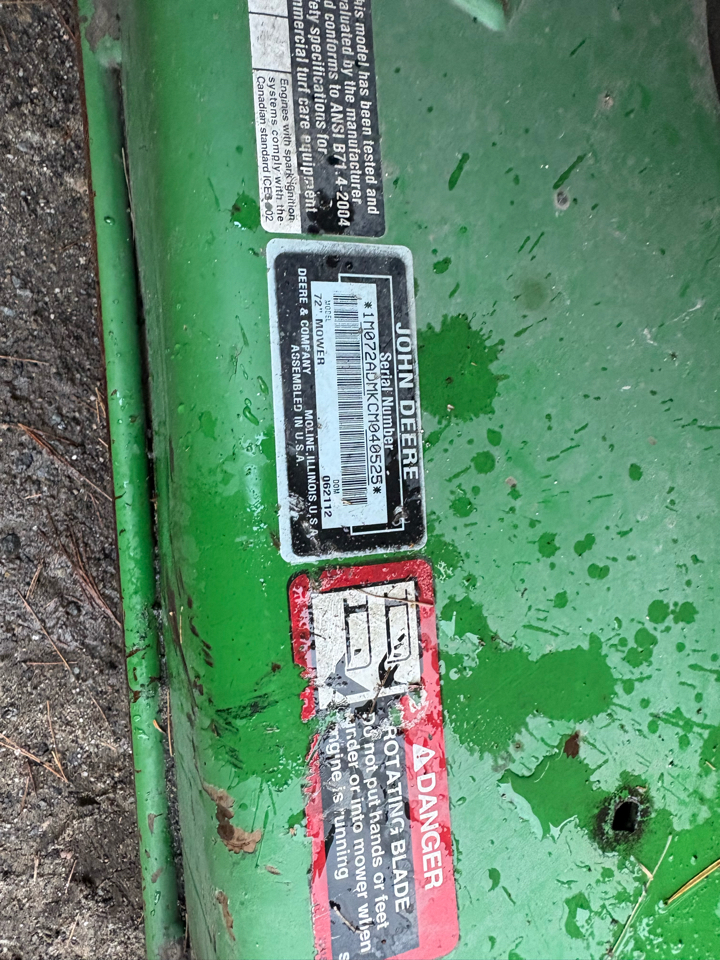 his model has been tested and
valuated by the manufacturer
d conforms to ANSI B71.4-2004
ety specifications for
mmercial turf care equipment
Engines with spark ignition
systems comply with the
Canadian standard ICES-002
JOHN DEERE
Serial Number
*1M072ADMKCM040525*
MODEL
DOM
72" MOWER
062112
DEERE & COMPANY MOLINE, ILLINOIS, U.S.A.
ASSEMBLED IN U.S.A.
DANGER
ROTATING BLADE
Do not put hands or feet
under or into mower when
engine is running